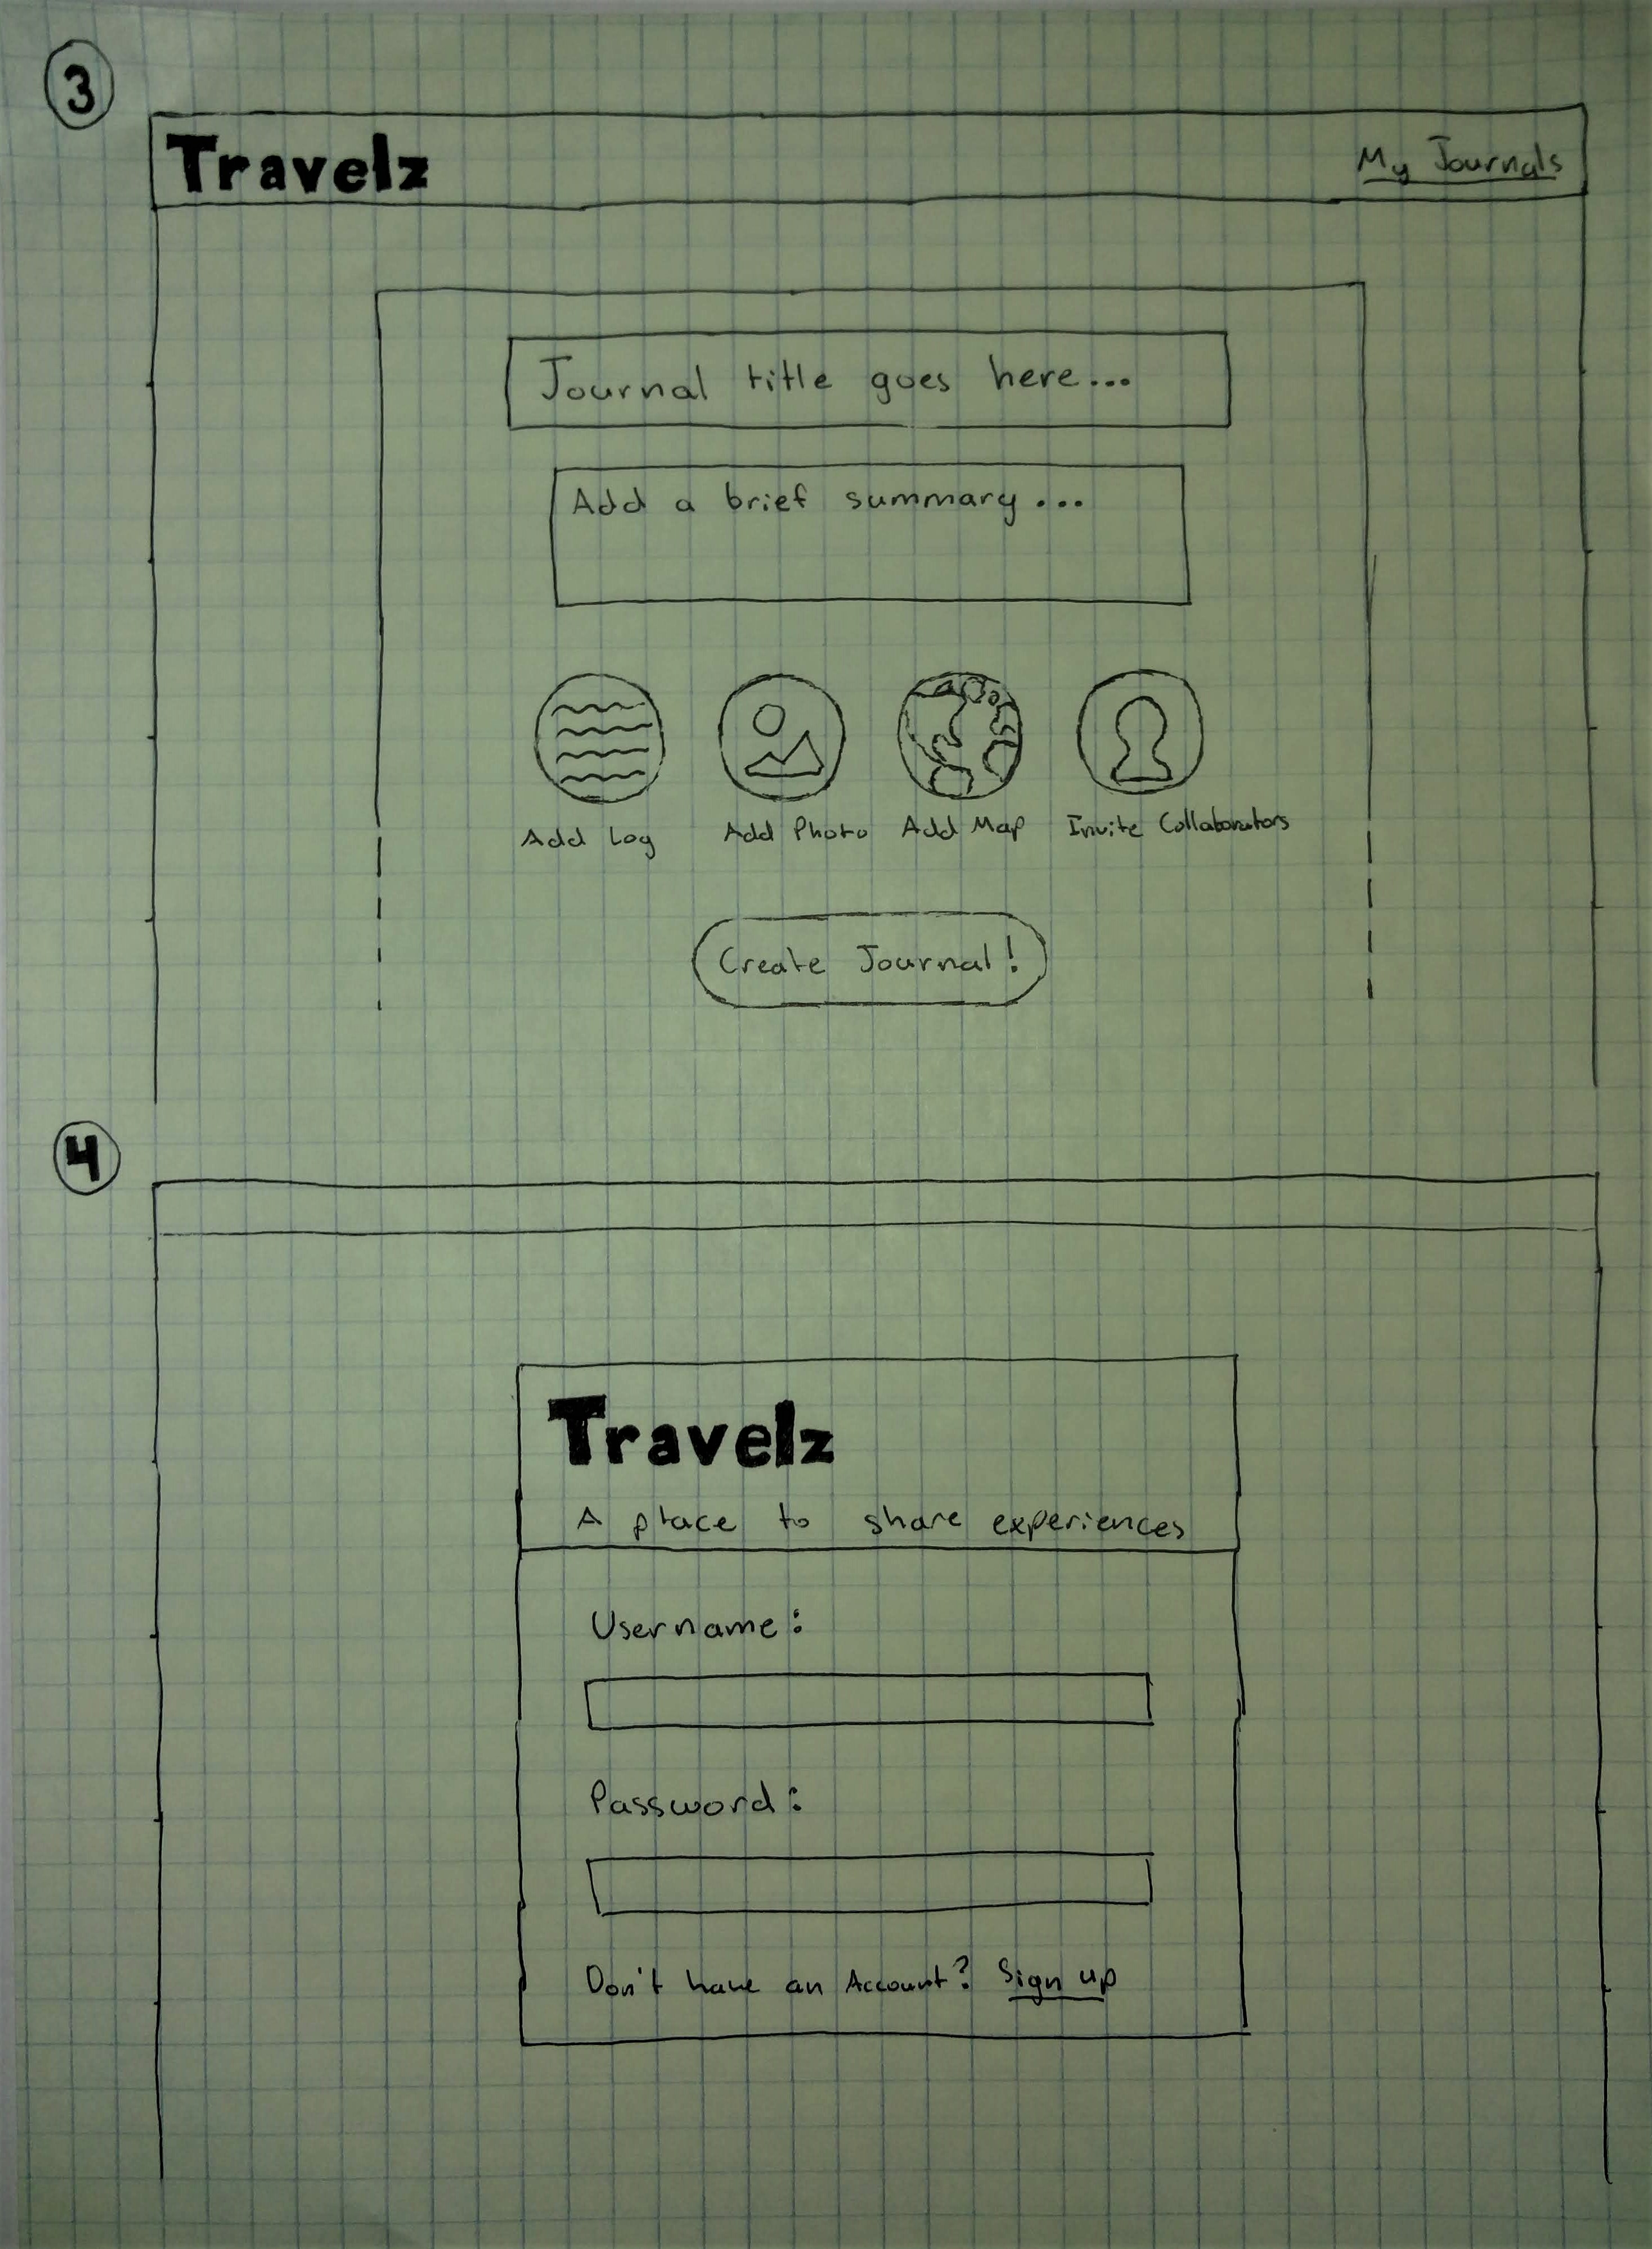 3
Travelz
My Journals
Journal title goes here...
Add a brief summary...
Add Log
Add Photo
Add Map
Invite Collaborators
Create Journal!
4
Travelz
A place to share experiences
Username:
Password:
Don't have an Account? Sign up